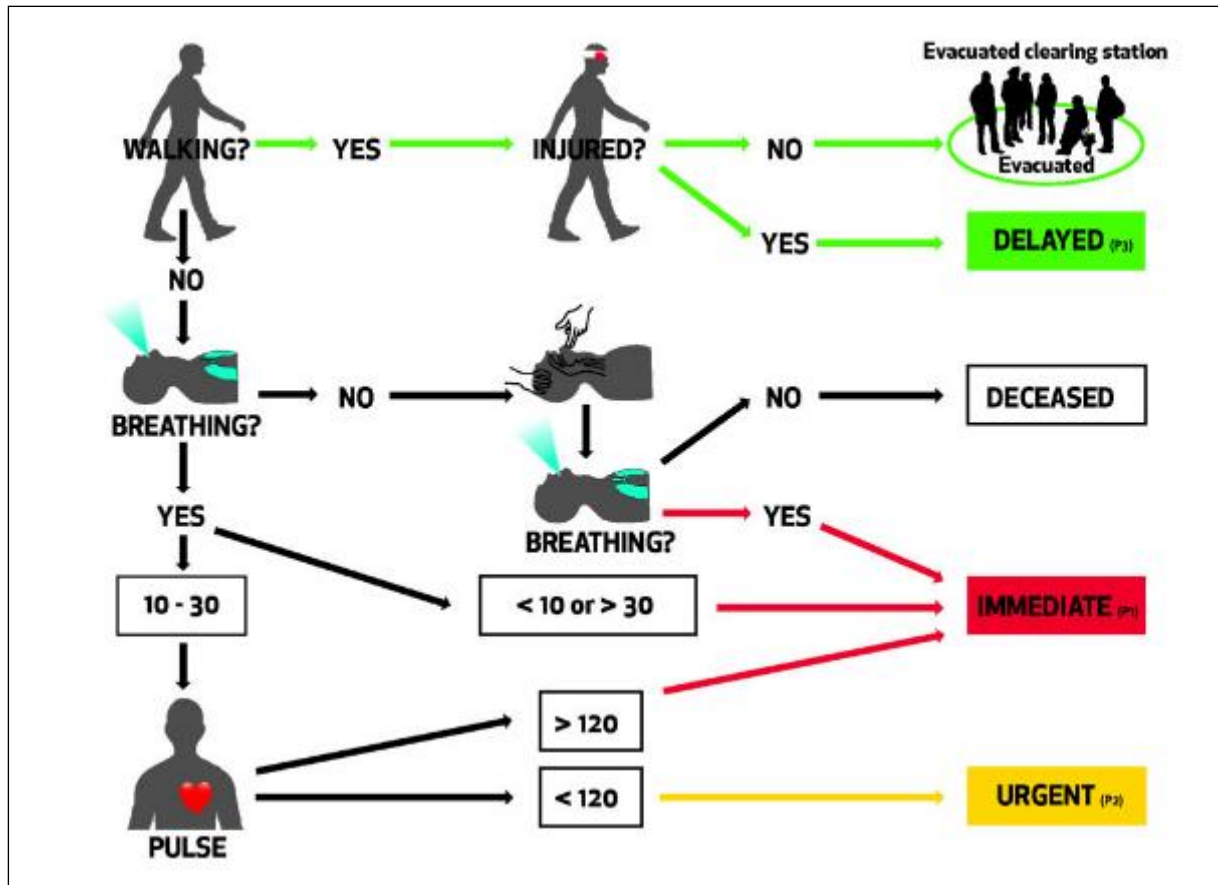 Evacuated clearing station
WALKING?
YES
INJURED?
NO
Evacuated
YES
DELAYED (P3)
NO
BREATHING?
NO
NO
DECEASED
YES
BREATHING?
YES
10 - 30
< 10 or > 30
IMMEDIATE (P1)
> 120
< 120
URGENT (P2)
PULSE